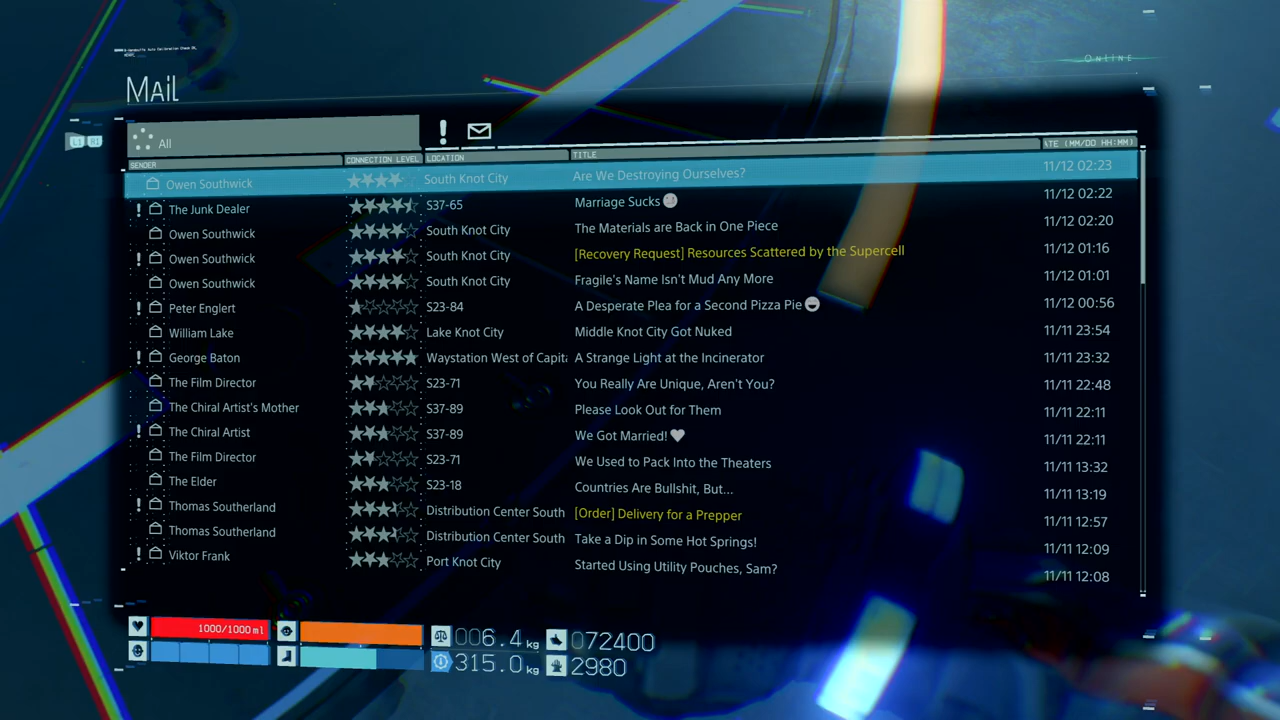 ONLINE
MAIL
L1 R1
All
SENDER CONNECTION LEVEL LOCATION TITLE ATE (MM/DD HH:MM)
Owen Southwick South Knot City Are We Destroying Ourselves? 11/12 02:23
! The Junk Dealer S37-65 Marriage Sucks 11/12 02:22
Owen Southwick South Knot City The Materials are Back in One Piece 11/12 02:20
! Owen Southwick South Knot City [Recovery Request] Resources Scattered by the Supercell 11/12 01:16
Owen Southwick South Knot City Fragile's Name Isn't Mud Any More 11/12 01:01
! Peter Englert S23-84 A Desperate Plea for a Second Pizza Pie 11/12 00:56
William Lake Lake Knot City Middle Knot City Got Nuked 11/11 23:54
! George Baton Waystation West of Capit A Strange Light at the Incinerator 11/11 23:32
The Film Director S23-71 You Really Are Unique, Aren't You? 11/11 22:48
The Chiral Artist's Mother S37-89 Please Look Out for Them 11/11 22:11
! The Chiral Artist S37-89 We Got Married! 11/11 22:11
The Film Director S23-71 We Used to Pack Into the Theaters 11/11 13:32
The Elder S23-18 Countries Are Bullshit, But... 11/11 13:19
! Thomas Southerland Distribution Center South [Order] Delivery for a Prepper 11/11 12:57
Thomas Southerland Distribution Center South Take a Dip in Some Hot Springs! 11/11 12:09
! Viktor Frank Port Knot City Started Using Utility Pouches, Sam? 11/11 12:08
1000/1000 ml 006.4 kg 072400
315.0 kg 2980